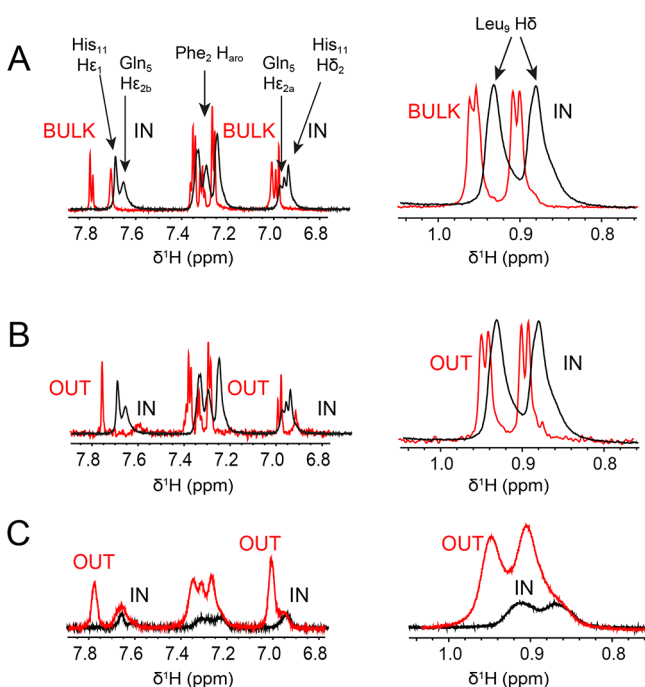 A
His11
Hε1
Gln5
Hε2b
Phe2 Haro
Gln5
Hε2a
His11
Hδ2
BULK
IN
BULK
7.8 7.6 7.4 7.2 7.0 6.8
δ1H (ppm)
Leu9 Hδ
BULK
IN
1.0 0.9 0.8
δ1H (ppm)
B
OUT
IN
OUT
IN
7.8 7.6 7.4 7.2 7.0 6.8
δ1H (ppm)
OUT
IN
1.0 0.9 0.8
δ1H (ppm)
C
OUT
IN
OUT
IN
7.8 7.6 7.4 7.2 7.0 6.8
δ1H (ppm)
OUT
IN
1.0 0.9 0.8
δ1H (ppm)